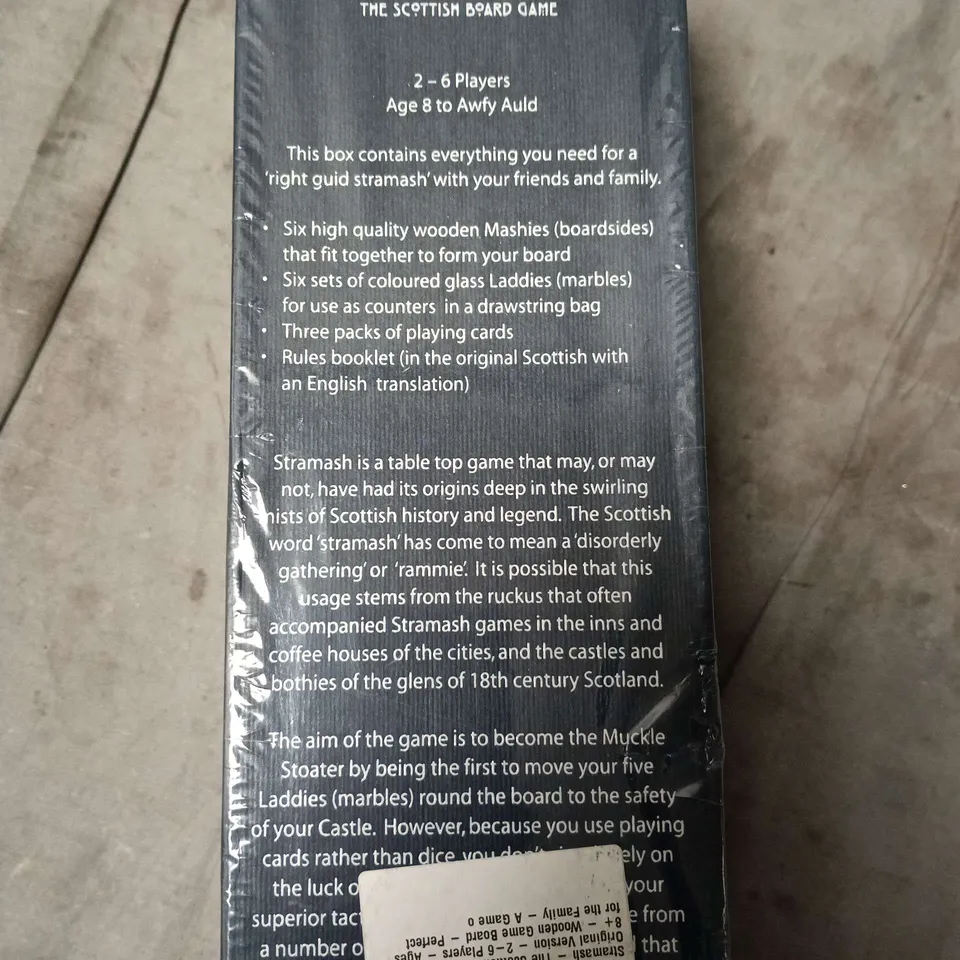 THE SCOTTISH BOARD GAME
2 – 6 Players
Age 8 to Awfy Auld
This box contains everything you need for a
'right guid stramash' with your friends and family.
• Six high quality wooden Mashies (boardsides)
that fit together to form your board
• Six sets of coloured glass Laddies (marbles)
for use as counters in a drawstring bag
• Three packs of playing cards
• Rules booklet (in the original Scottish with
an English translation)
Stramash is a table top game that may, or may
not, have had its origins deep in the swirling
mists of Scottish history and legend. The Scottish
word 'stramash' has come to mean a 'disorderly
gathering' or 'rammie'. It is possible that this
usage stems from the ruckus that often
accompanied Stramash games in the inns and
coffee houses of the cities, and the castles and
bothies of the glens of 18th century Scotland.
The aim of the game is to become the Muckle
Stoater by being the first to move your five
Laddies (marbles) round the board to the safety
of your Castle. However, because you use playing
cards rather than dice, you don't on
the luck your
superior from
a number that
Stramash – The
Original Version – 2–6 Players – Ages
8+ – Wooden Game Board – Perfect
for the Family – A Game o